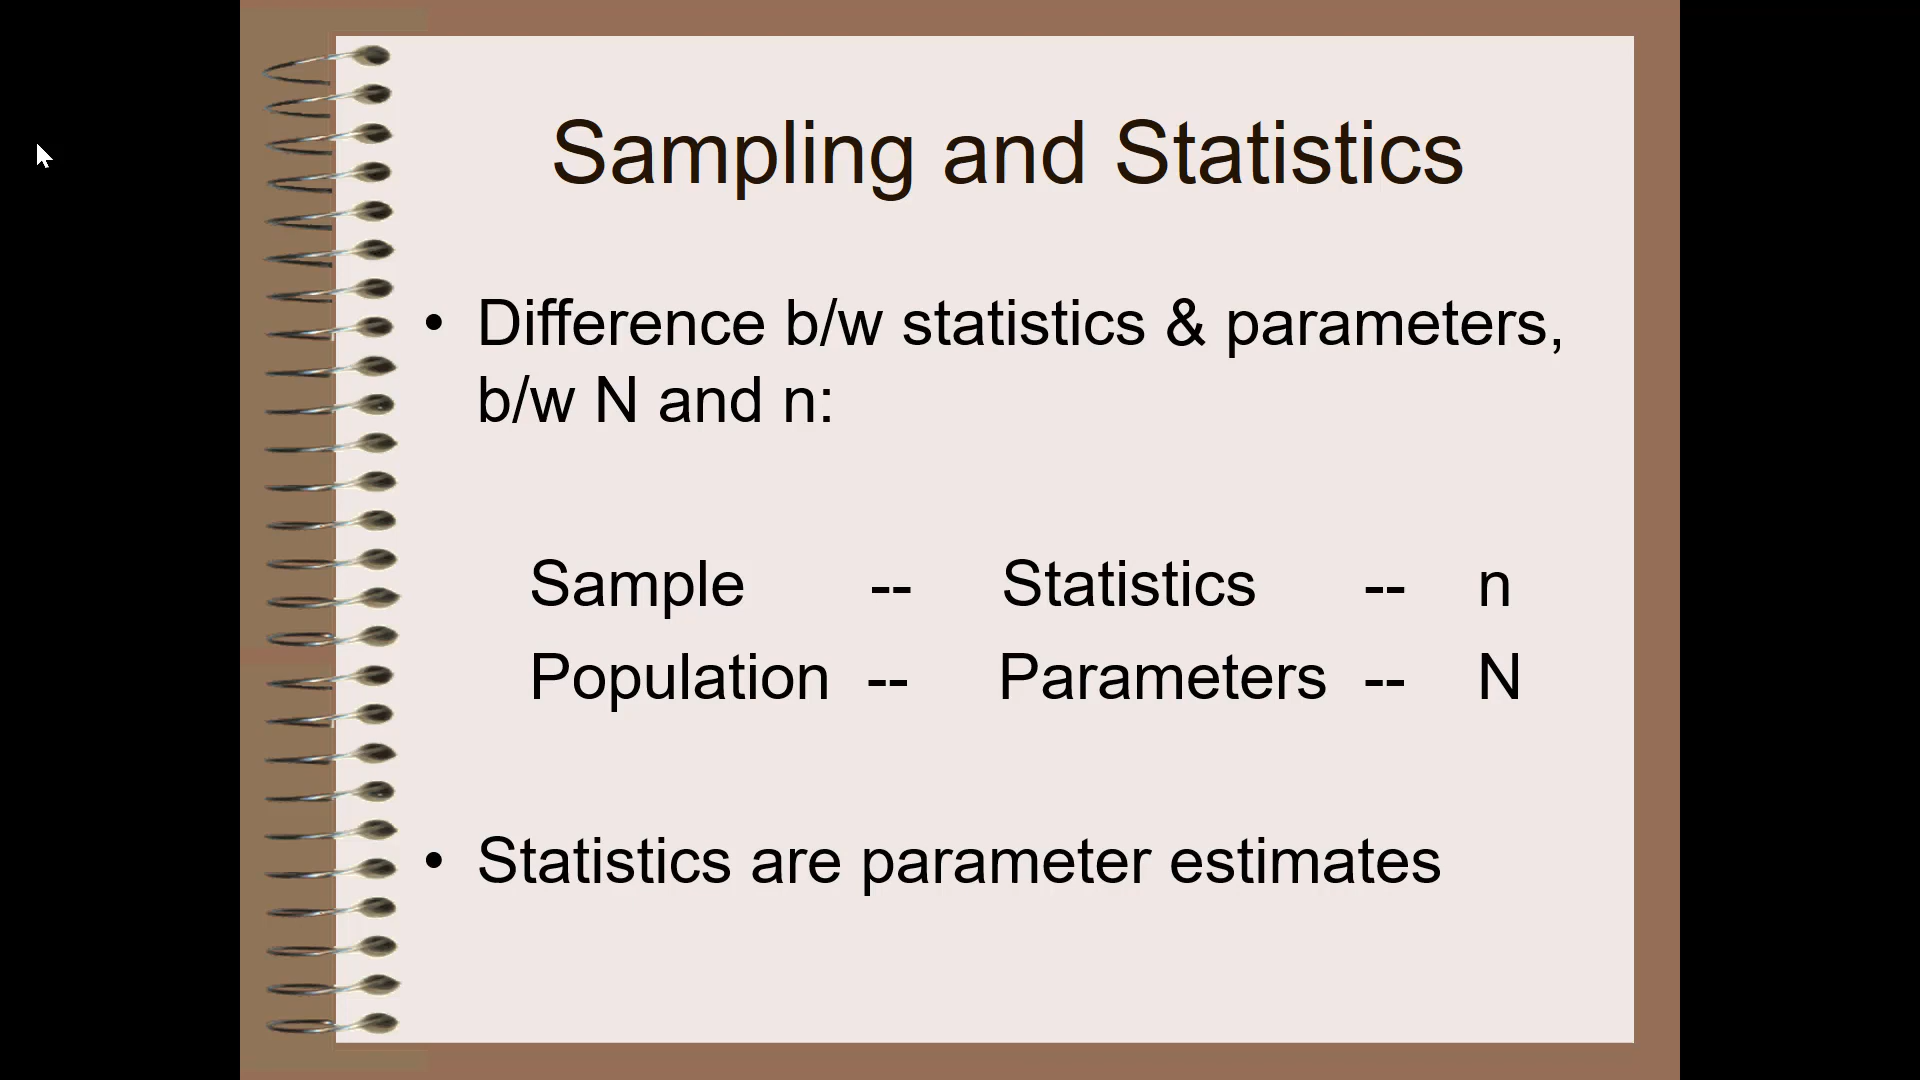 Sampling and Statistics
• Difference b/w statistics & parameters,
b/w N and n:
Sample -- Statistics -- n
Population -- Parameters -- N
• Statistics are parameter estimates